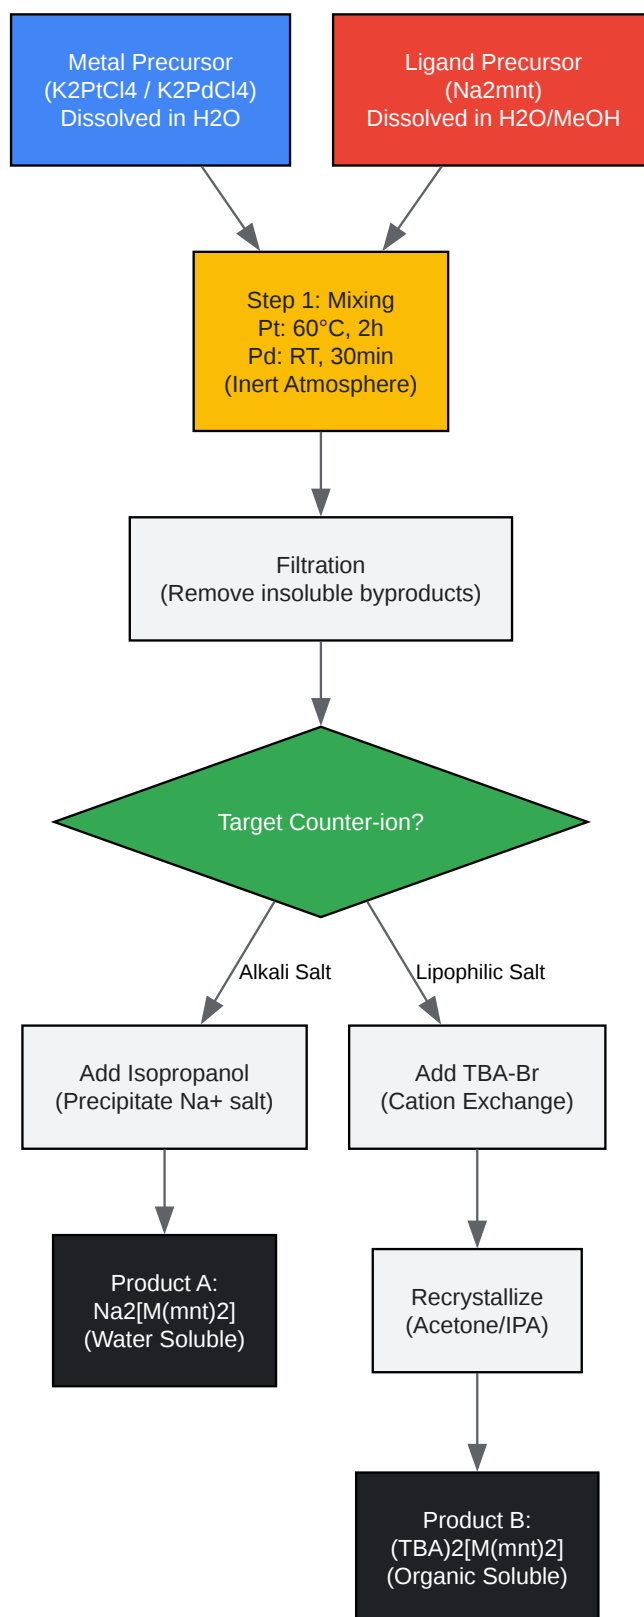 Metal Precursor
(K2PtCl4 / K2PdCl4)
Dissolved in H2O
Ligand Precursor
(Na2mnt)
Dissolved in H2O/MeOH
Step 1: Mixing
Pt: 60°C, 2h
Pd: RT, 30min
(Inert Atmosphere)
Filtration
(Remove insoluble byproducts)
Target Counter-ion?
Alkali Salt
Lipophilic Salt
Add Isopropanol
(Precipitate Na+ salt)
Add TBA-Br
(Cation Exchange)
Product A:
Na2[M(mnt)2]
(Water Soluble)
Recrystallize
(Acetone/IPA)
Product B:
(TBA)2[M(mnt)2]
(Organic Soluble)